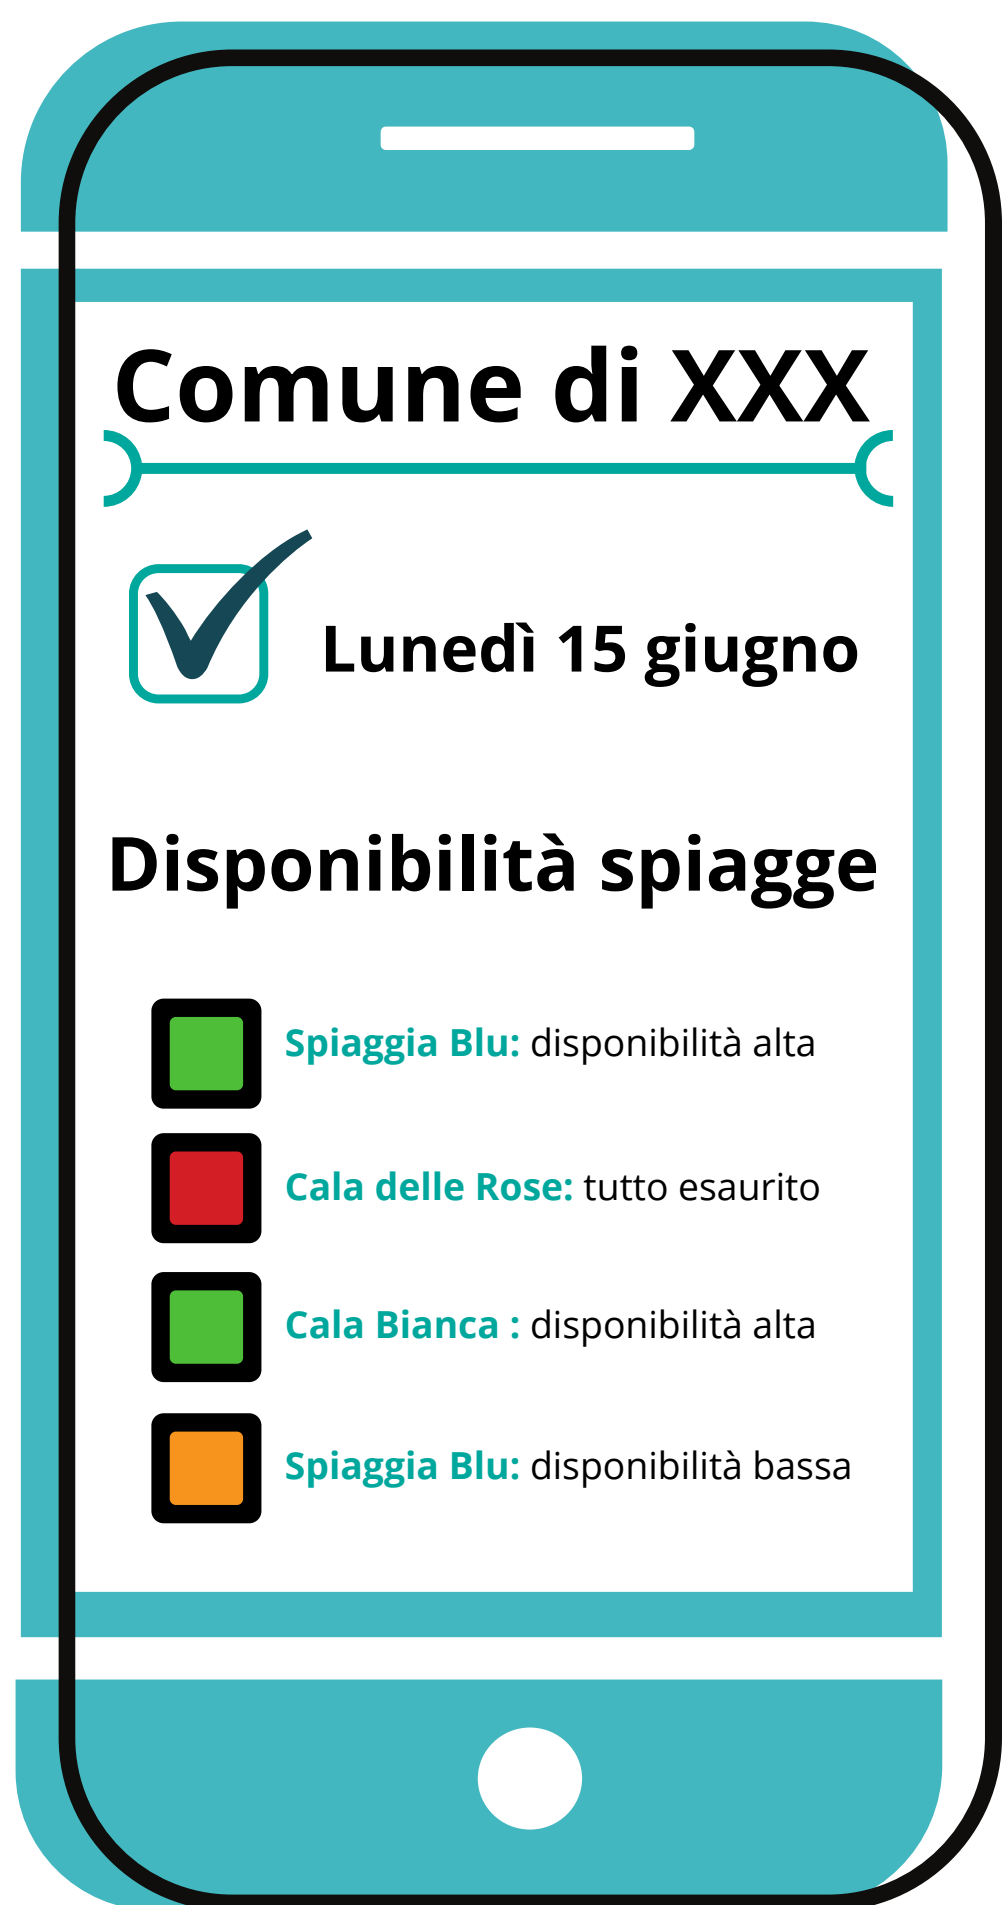 Comune di XXX
Lunedì 15 giugno
Disponibilità spiagge
Spiaggia Blu: disponibilità alta
Cala delle Rose: tutto esaurito
Cala Bianca : disponibilità alta
Spiaggia Blu: disponibilità bassa